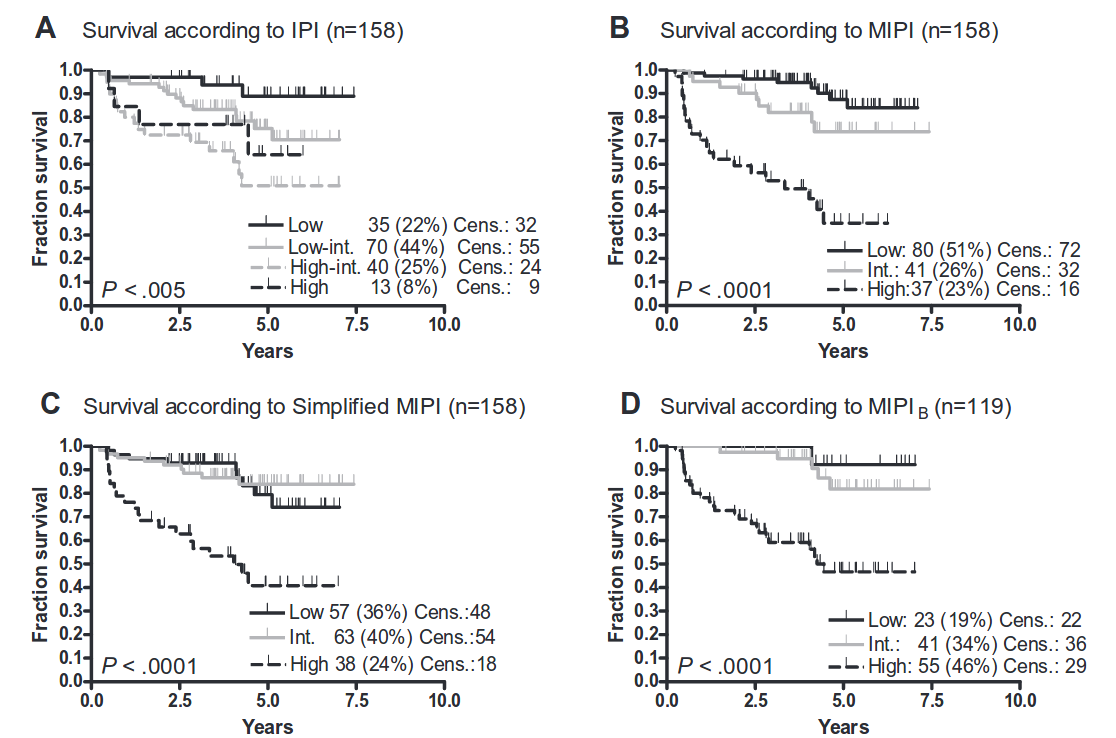 A Survival according to IPI (n=158)
Fraction survival
1.0
0.9
0.8
0.7
0.6
0.5
0.4
0.3
0.2
0.1
0.0
Low 35 (22%) Cens.: 32
Low-int. 70 (44%) Cens.: 55
High-int. 40 (25%) Cens.: 24
High 13 (8%) Cens.: 9
P < .005
0.0 2.5 5.0 7.5 10.0
Years
B Survival according to MIPI (n=158)
Fraction survival
1.0
0.9
0.8
0.7
0.6
0.5
0.4
0.3
0.2
0.1
0.0
Low: 80 (51%) Cens.: 72
Int.: 41 (26%) Cens.: 32
High:37 (23%) Cens.: 16
P < .0001
0.0 2.5 5.0 7.5 10.0
Years
C Survival according to Simplified MIPI (n=158)
Fraction survival
1.0
0.9
0.8
0.7
0.6
0.5
0.4
0.3
0.2
0.1
0.0
Low 57 (36%) Cens.:48
Int. 63 (40%) Cens.:54
High 38 (24%) Cens.:18
P < .0001
0.0 2.5 5.0 7.5 10.0
Years
D Survival according to MIPI B (n=119)
Fraction survival
1.0
0.9
0.8
0.7
0.6
0.5
0.4
0.3
0.2
0.1
0.0
Low: 23 (19%) Cens.: 22
Int.: 41 (34%) Cens.: 36
High: 55 (46%) Cens.: 29
P < .0001
0.0 2.5 5.0 7.5 10.0
Years